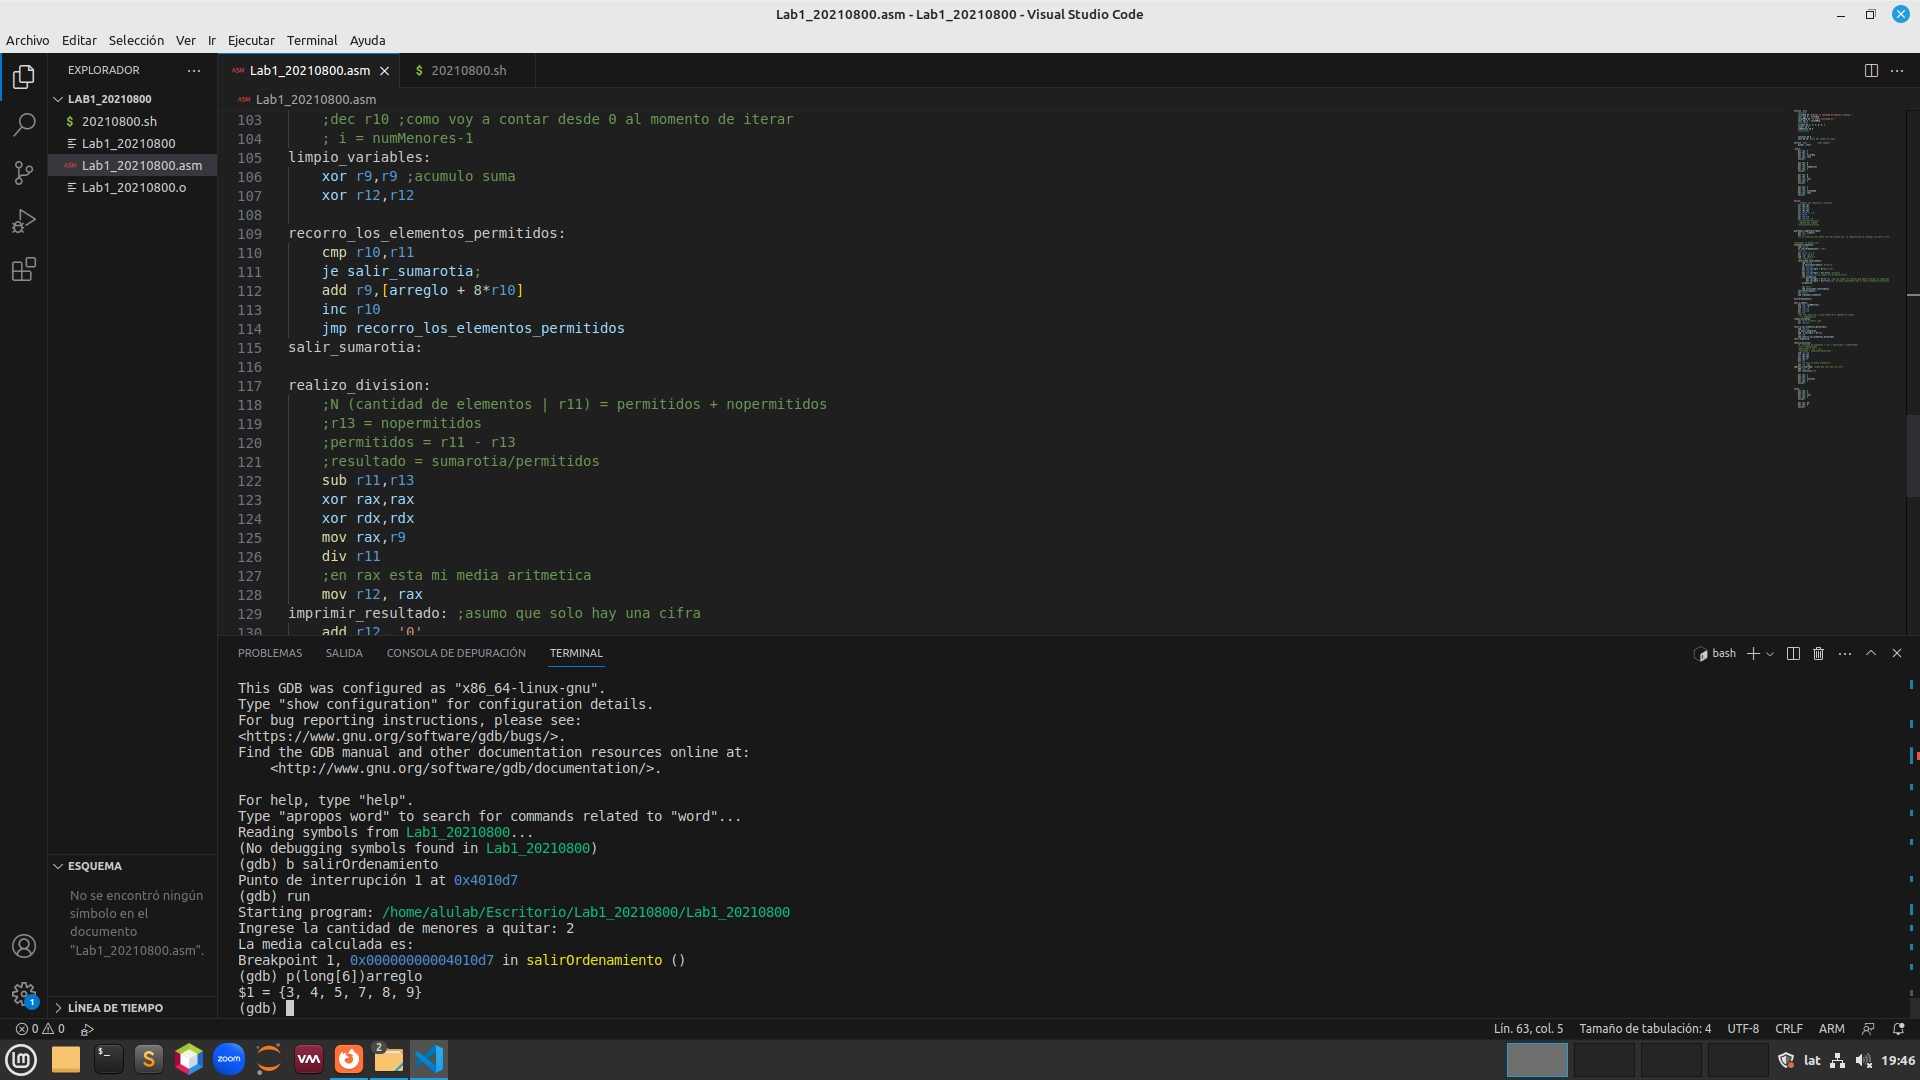 Lab1_20210800.asm - Lab1_20210800 - Visual Studio Code
Archivo Editar Selección Ver Ir Ejecutar Terminal Ayuda
EXPLORADOR
LAB1_20210800
$ 20210800.sh
Lab1_20210800
ASM Lab1_20210800.asm
Lab1_20210800.o
ESQUEMA
No se encontró ningún
símbolo en el
documento
"Lab1_20210800.asm".
LÍNEA DE TIEMPO
ASM Lab1_20210800.asm $ 20210800.sh
ASM Lab1_20210800.asm
103 ;dec r10 ;como voy a contar desde 0 al momento de iterar
104 ; i = numMenores-1
105 limpio_variables:
106 xor r9,r9 ;acumulo suma
107 xor r12,r12
108
109 recorro_los_elementos_permitidos:
110 cmp r10,r11
111 je salir_sumarotia;
112 add r9,[arreglo + 8*r10]
113 inc r10
114 jmp recorro_los_elementos_permitidos
115 salir_sumarotia:
116
117 realizo_division:
118 ;N (cantidad de elementos | r11) = permitidos + nopermitidos
119 ;r13 = nopermitidos
120 ;permitidos = r11 - r13
121 ;resultado = sumarotia/permitidos
122 sub r11,r13
123 xor rax,rax
124 xor rdx,rdx
125 mov rax,r9
126 div r11
127 ;en rax esta mi media aritmetica
128 mov r12, rax
129 imprimir_resultado: ;asumo que solo hay una cifra
130 add r12, '0'
PROBLEMAS SALIDA CONSOLA DE DEPURACIÓN TERMINAL bash
This GDB was configured as "x86_64-linux-gnu".
Type "show configuration" for configuration details.
For bug reporting instructions, please see:
<https://www.gnu.org/software/gdb/bugs/>.
Find the GDB manual and other documentation resources online at:
<http://www.gnu.org/software/gdb/documentation/>.
For help, type "help".
Type "apropos word" to search for commands related to "word"...
Reading symbols from Lab1_20210800...
(No debugging symbols found in Lab1_20210800)
(gdb) b salirOrdenamiento
Punto de interrupción 1 at 0x4010d7
(gdb) run
Starting program: /home/alulab/Escritorio/Lab1_20210800/Lab1_20210800
Ingrese la cantidad de menores a quitar: 2
La media calculada es:
Breakpoint 1, 0x00000000004010d7 in salirOrdenamiento ()
(gdb) p(long[6])arreglo
$1 = {3, 4, 5, 7, 8, 9}
(gdb)
1
0 0 Lín. 63, col. 5 Tamaño de tabulación: 4 UTF-8 CRLF ARM
zoom 2 lat 19:46